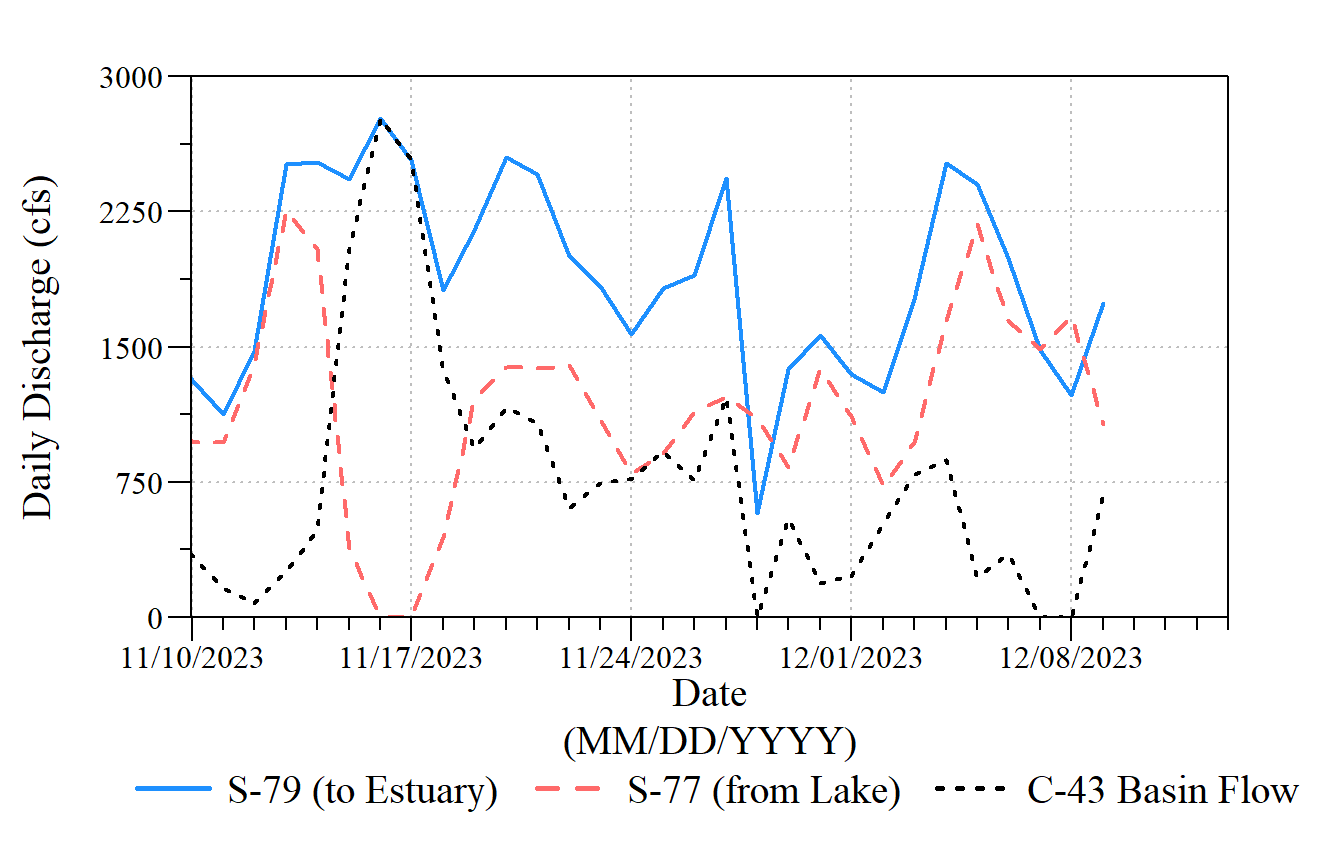 3000
2250
1500
750
0
Daily Discharge (cfs)
11/10/2023 11/17/2023 11/24/2023 12/01/2023 12/08/2023
Date
(MM/DD/YYYY)
S-79 (to Estuary) S-77 (from Lake) C-43 Basin Flow